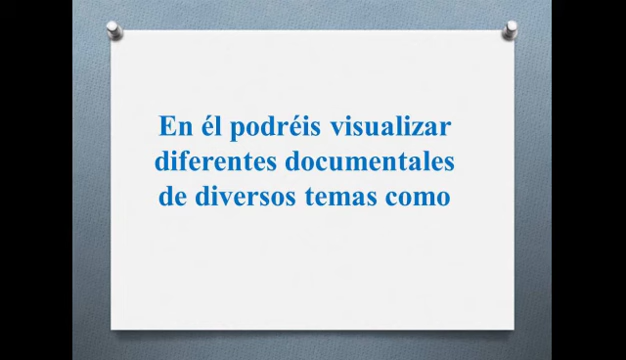 En él podréis visualizar
diferentes documentales
de diversos temas como